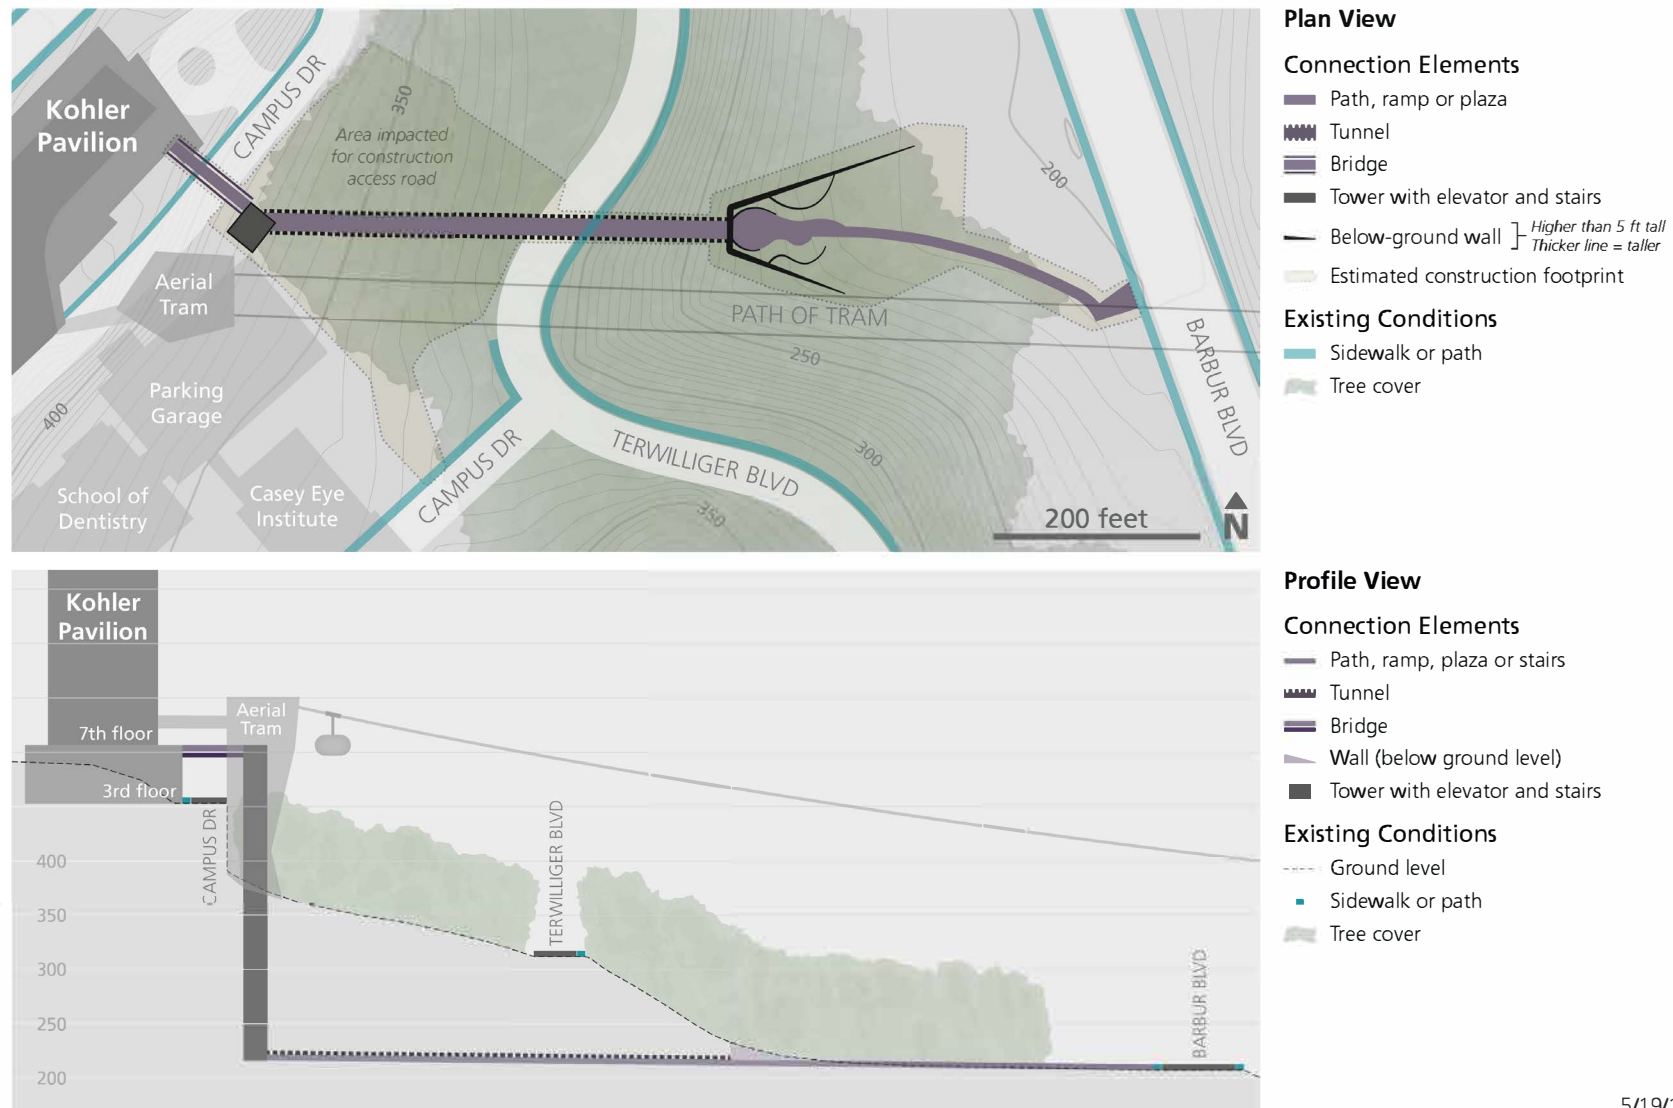 Plan View
Connection Elements
Path, ramp or plaza
Tunnel
Bridge
Tower with elevator and stairs
Below-ground wall
Higher than 5 ft tall
Thicker line = taller
Estimated construction footprint
Existing Conditions
Sidewalk or path
Tree cover
Kohler
Pavilion
CAMPUS DR
350
Area impacted
for construction
access road
200
Aerial
Tram
PATH OF TRAM
250
BARBUR BLVD
Parking
Garage
400
TERWILLIGER BLVD
300
CAMPUS DR
School of
Dentistry
Casey Eye
Institute
350
200 feet
N
Profile View
Connection Elements
Path, ramp, plaza or stairs
Tunnel
Bridge
Wall (below ground level)
Tower with elevator and stairs
Existing Conditions
Ground level
Sidewalk or path
Tree cover
Kohler
Pavilion
Aerial
Tram
7th floor
3rd floor
CAMPUS DR
TERWILLIGER BLVD
BARBUR BLVD
400
350
300
250
200